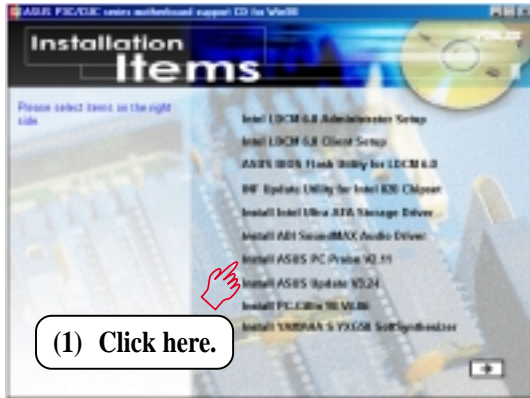 ASUS P3C/CUC series motherboard support CD for Win98
Installation
Items
Please select items on the right
side.
Intel LDCM 6.0 Administrator Setup
Intel LDCM 6.0 Client Setup
ASUS BIOS Flash Utility for LDCM 6.0
INF Update Utility for Intel 820 Chipset
Install Intel Ultra ATA Storage Driver
Install ADI SoundMAX Audio Driver
Install ASUS PC Probe V2.11
Install ASUS Update V3.24
Install PC-Cillin 98 V6.06
Install YAMAHA S-YXG50 SoftSynthesizer
(1) Click here.